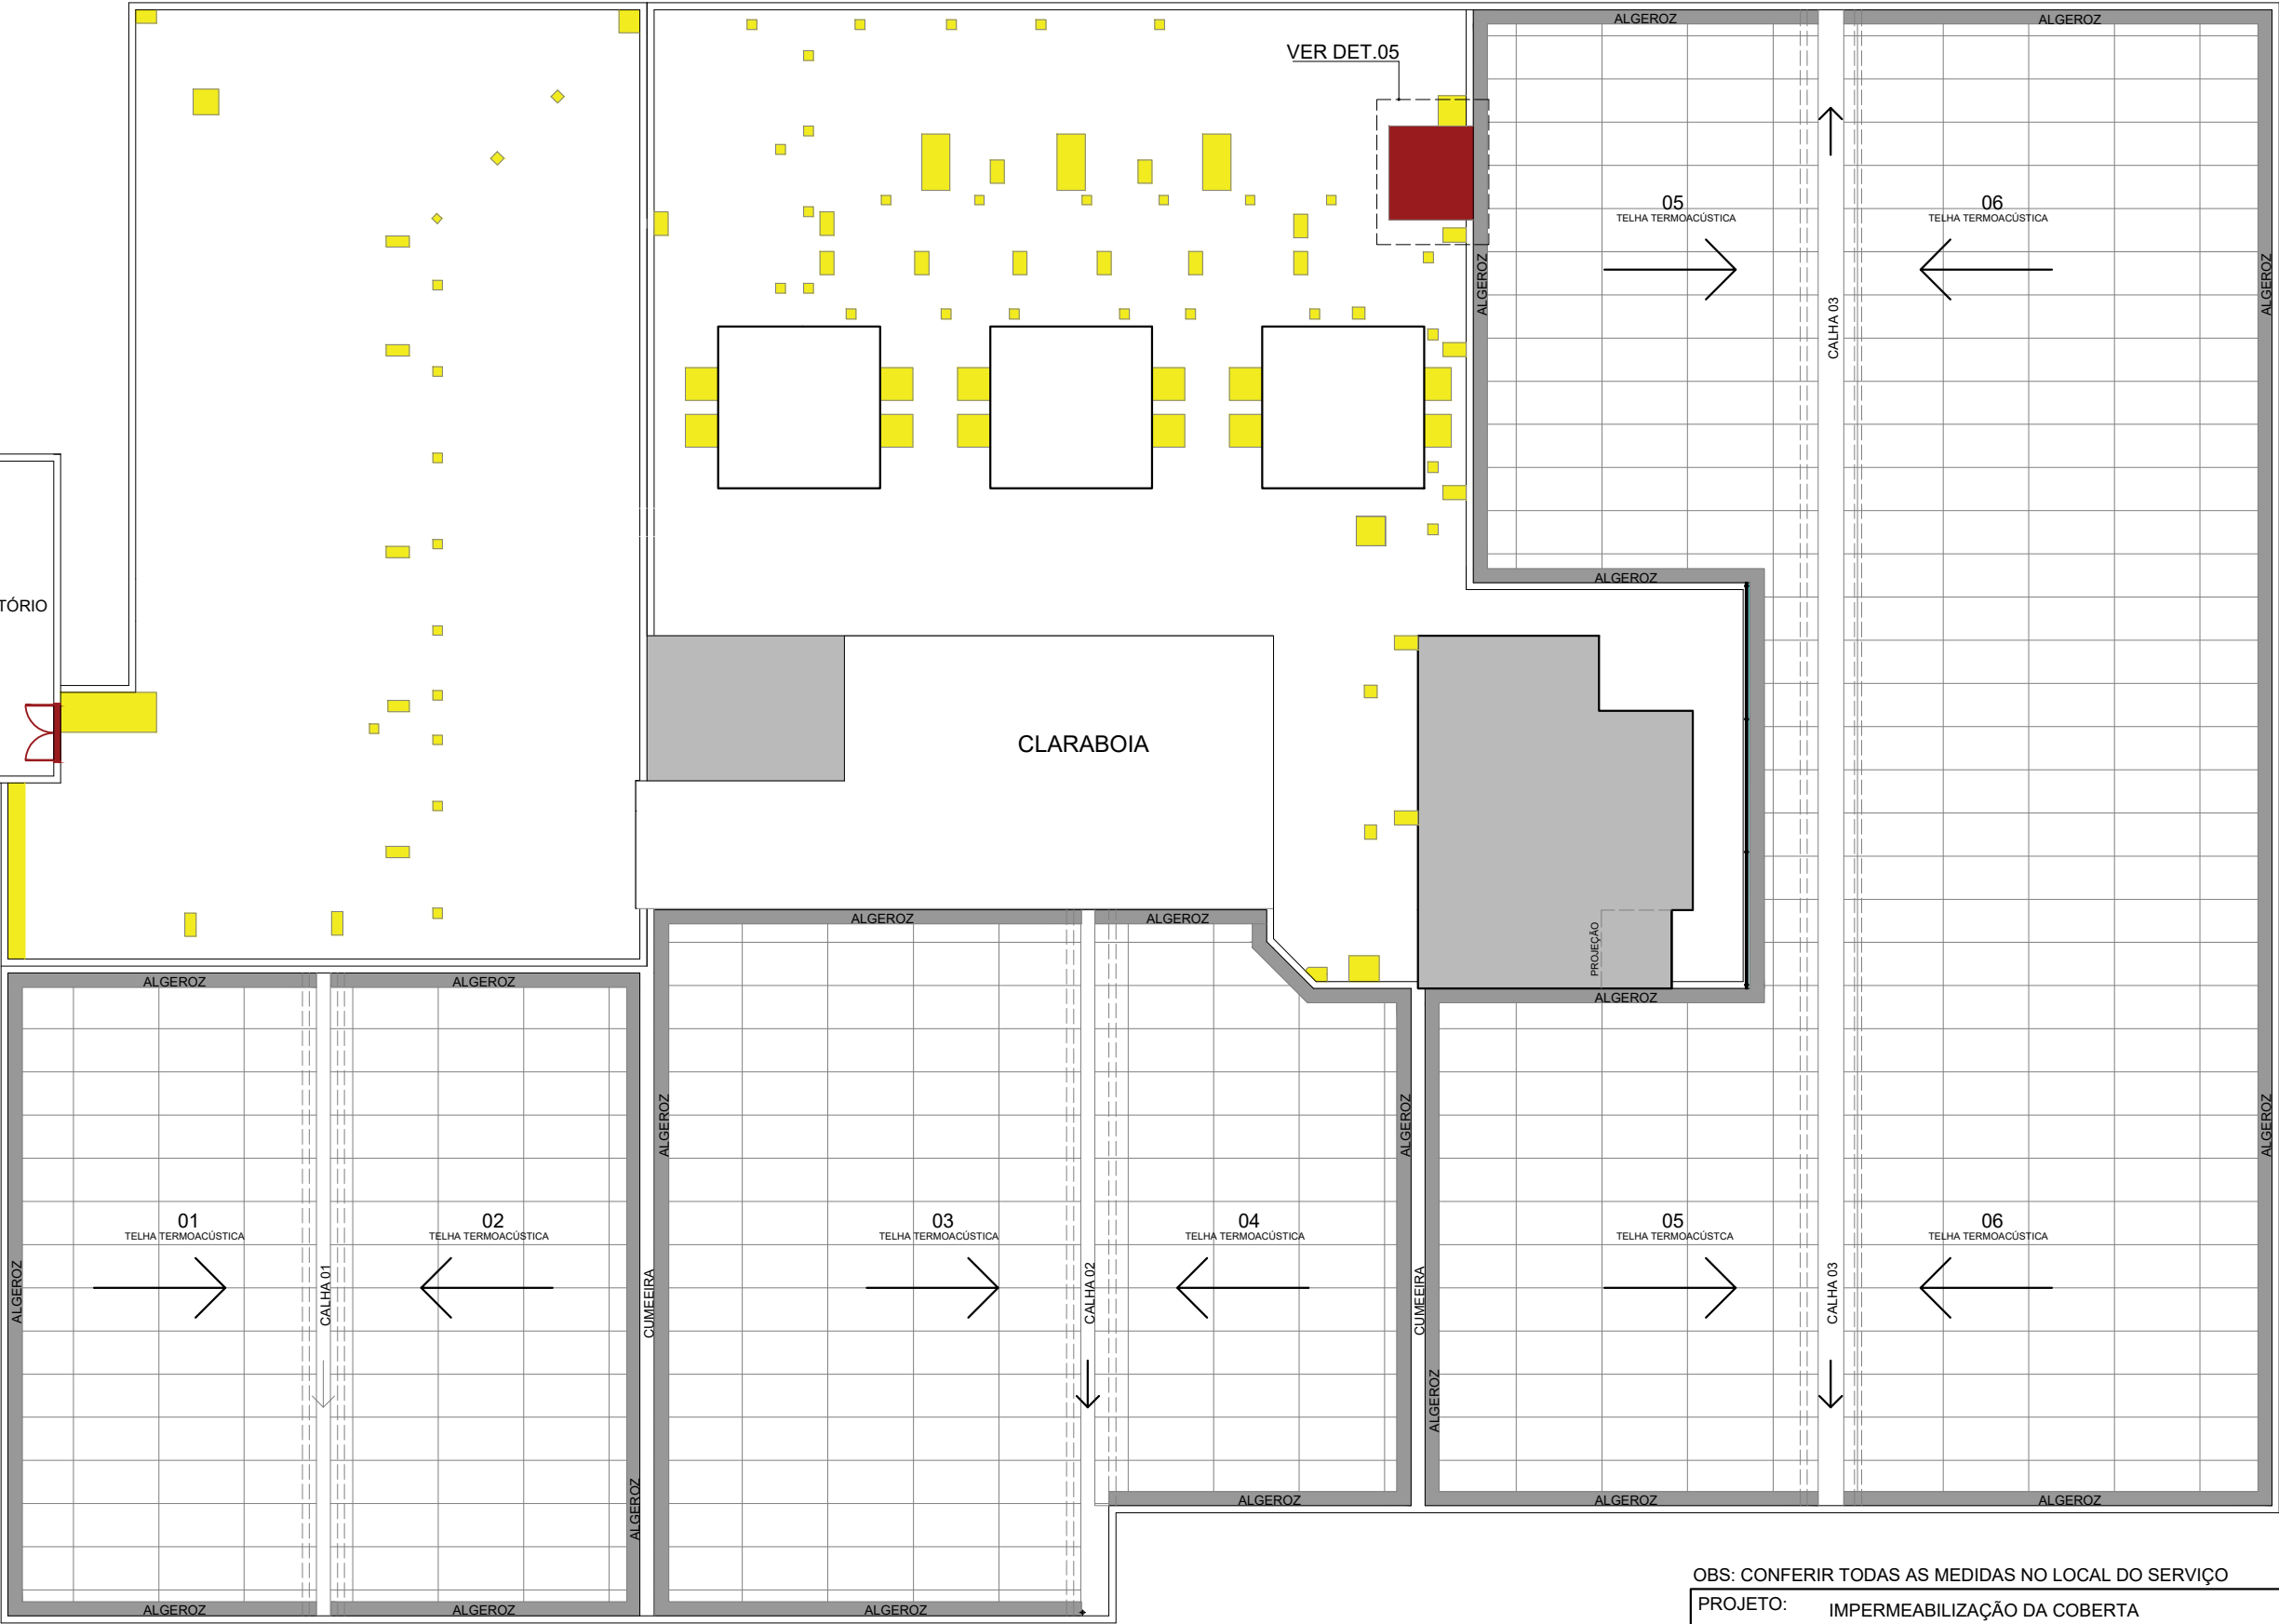 ALGEROZ
ALGEROZ
VER DET.05
05
TELHA TERMOACÚSTICA
06
TELHA TERMOACÚSTICA
ALGEROZ
ALGEROZ
CALHA 03
ALGEROZ
TÓRIO
CLARABOIA
PROJEÇÃO
ALGEROZ
ALGEROZ
ALGEROZ
ALGEROZ
ALGEROZ
ALGEROZ
ALGEROZ
ALGEROZ
01
TELHA TERMOACÚSTICA
02
TELHA TERMOACÚSTICA
03
TELHA TERMOACÚSTICA
04
TELHA TERMOACÚSTICA
05
TELHA TERMOACÚSTCA
06
TELHA TERMOACÚSTICA
ALGEROZ
CALHA 01
CUMEEIRA
CALHA 02
CUMEEIRA
CALHA 03
ALGEROZ
ALGEROZ
ALGEROZ
ALGEROZ
ALGEROZ
ALGEROZ
ALGEROZ
ALGEROZ
OBS: CONFERIR TODAS AS MEDIDAS NO LOCAL DO SERVIÇO
PROJETO: IMPERMEABILIZAÇÃO DA COBERTA